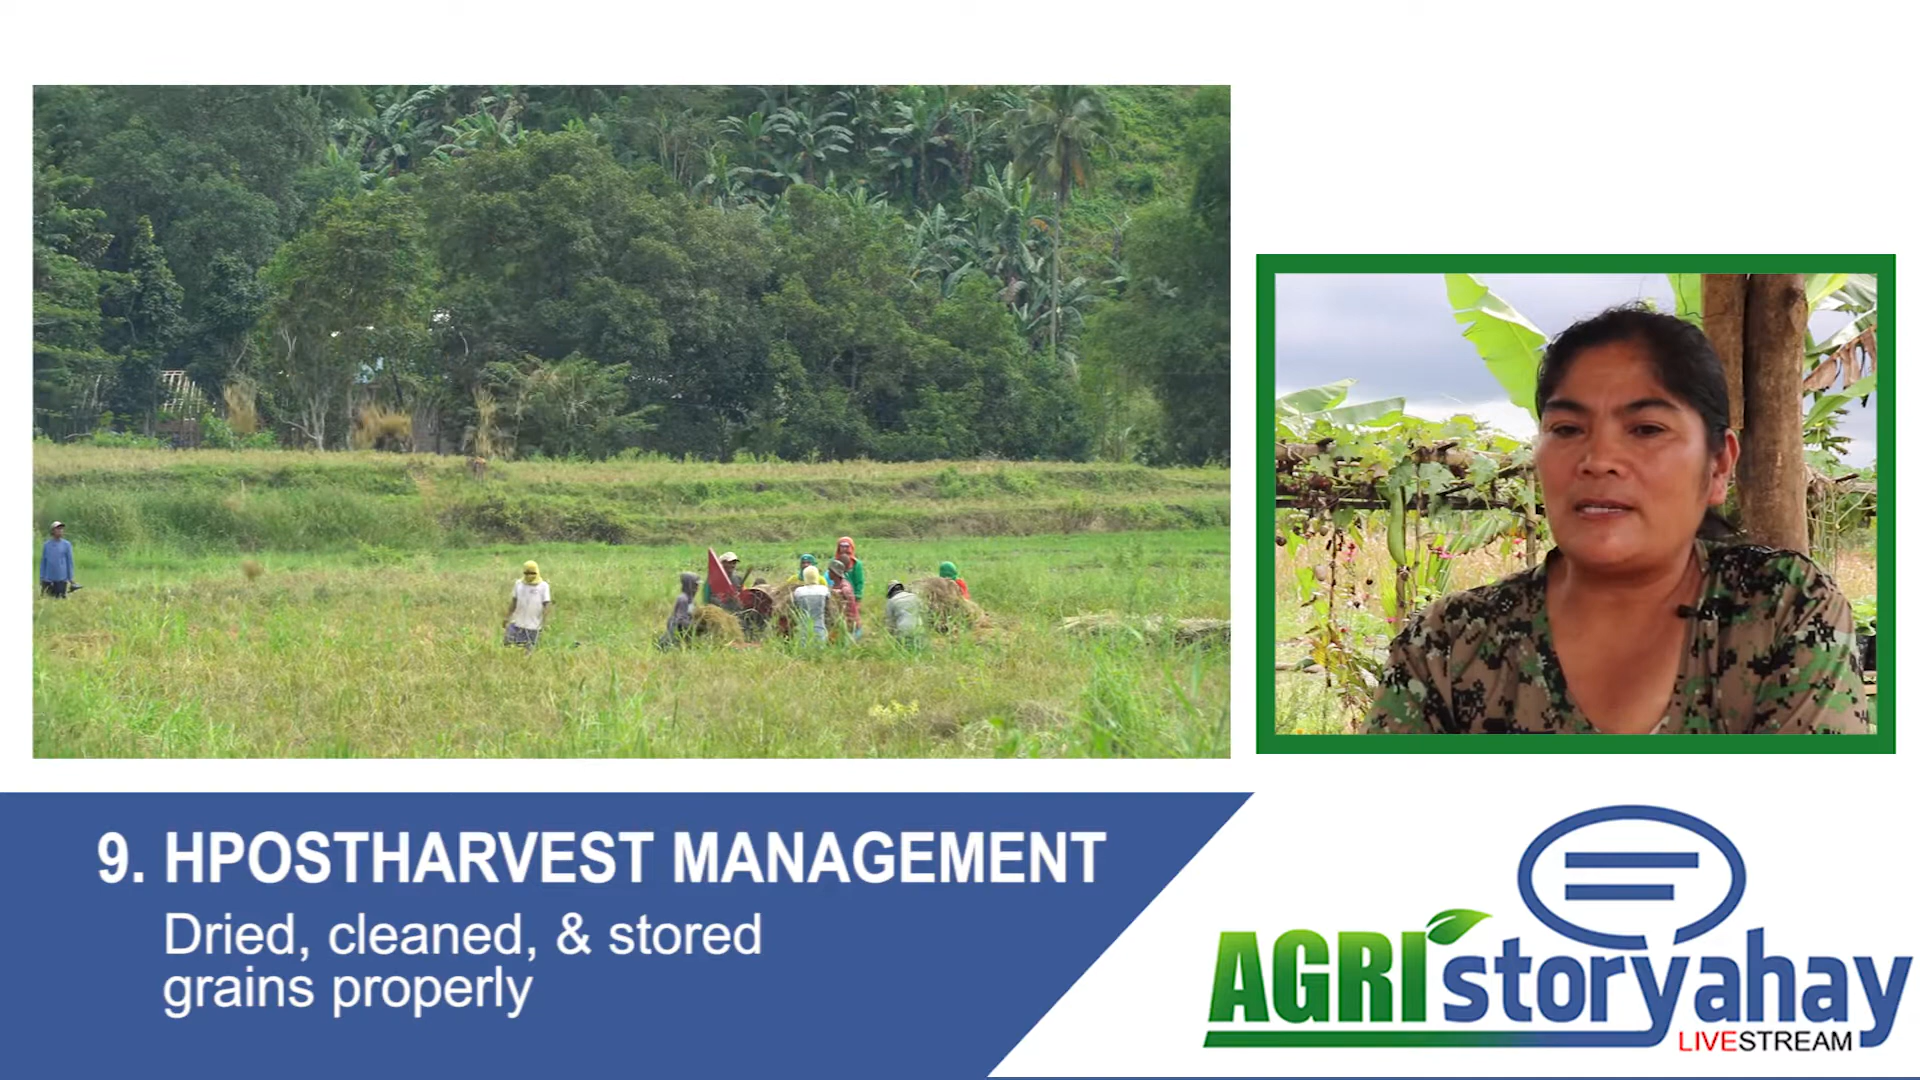 9. HPOSTHARVEST MANAGEMENT
Dried, cleaned, & stored
grains properly
AGRIstoryahay
LIVESTREAM